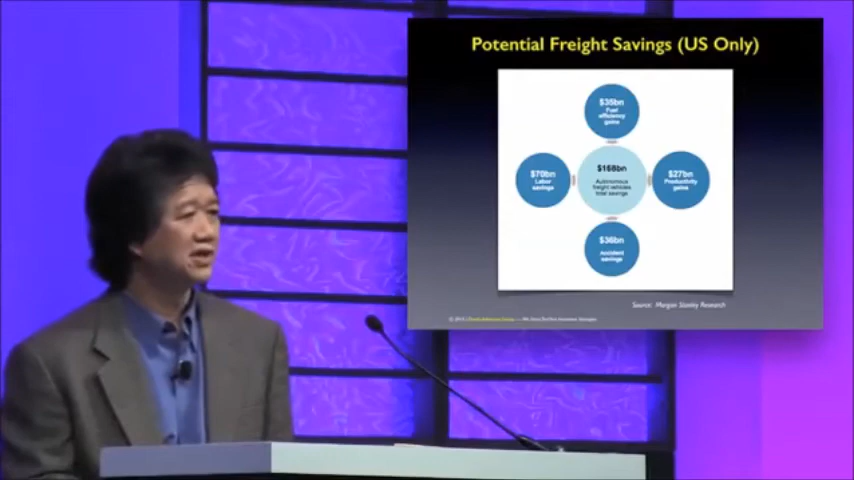 Potential Freight Savings (US Only)
$35bn
Fuel
efficiency
gains
$70bn
Labor
savings
$168bn
Autonomous
freight vehicles
total savings
$27bn
Productivity
gains
$36bn
Accident
savings
Source: Morgan Stanley Research